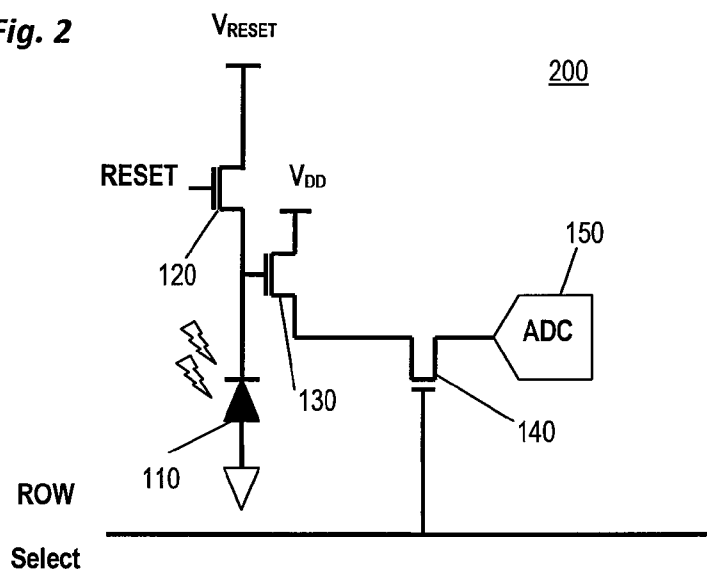 Fig. 2
VRESET
200
RESET
VDD
120
150
ADC
130
140
110
ROW
Select